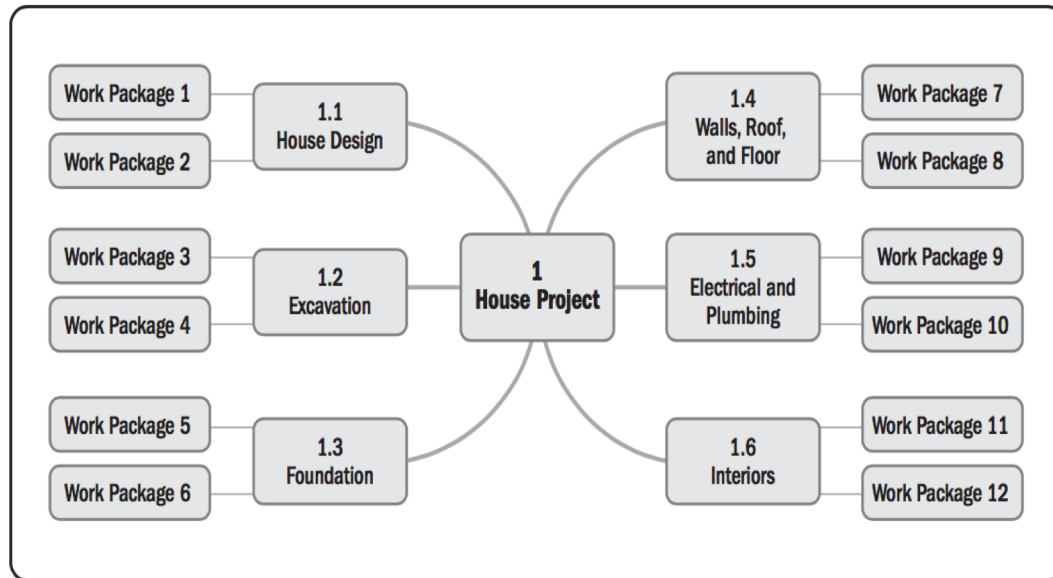 Work Package 1
Work Package 2
1.1
House Design
Work Package 3
Work Package 4
1.2
Excavation
Work Package 5
Work Package 6
1.3
Foundation
1
House Project
1.4
Walls, Roof,
and Floor
Work Package 7
Work Package 8
1.5
Electrical and
Plumbing
Work Package 9
Work Package 10
1.6
Interiors
Work Package 11
Work Package 12